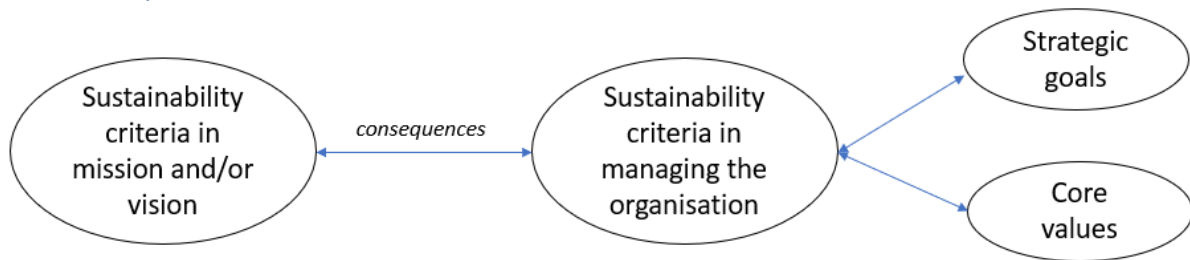 Sustainability
criteria in
mission and/or
vision
consequences
Sustainability
criteria in
managing the
organisation
Strategic
goals
Core
values